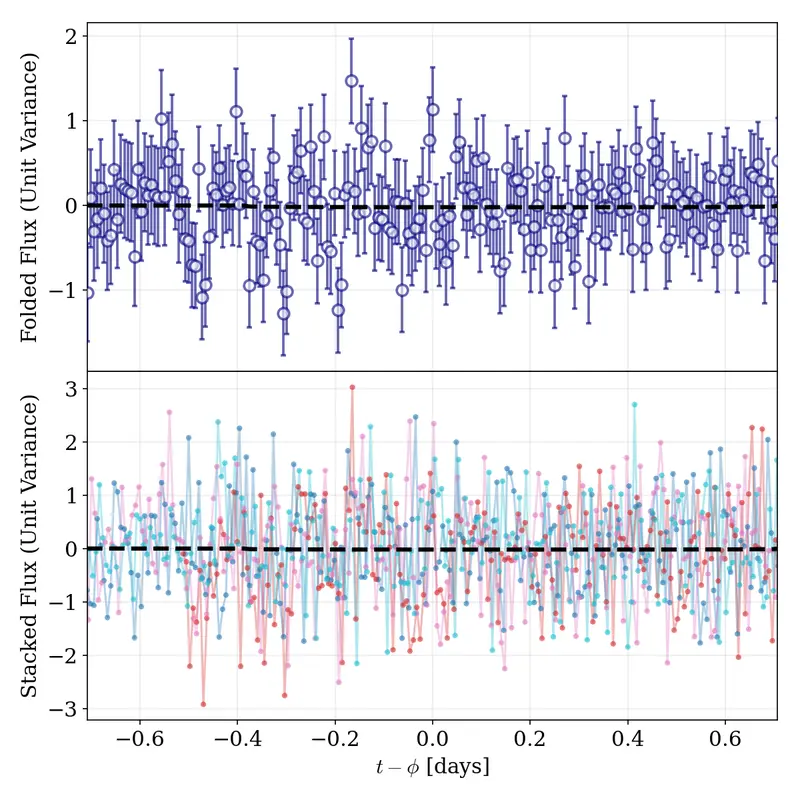 Folded Flux (Unit Variance)
2
1
0
−1
Stacked Flux (Unit Variance)
3
2
1
0
−1
−2
−3
−0.6 −0.4 −0.2 0.0 0.2 0.4 0.6
t − ϕ [days]